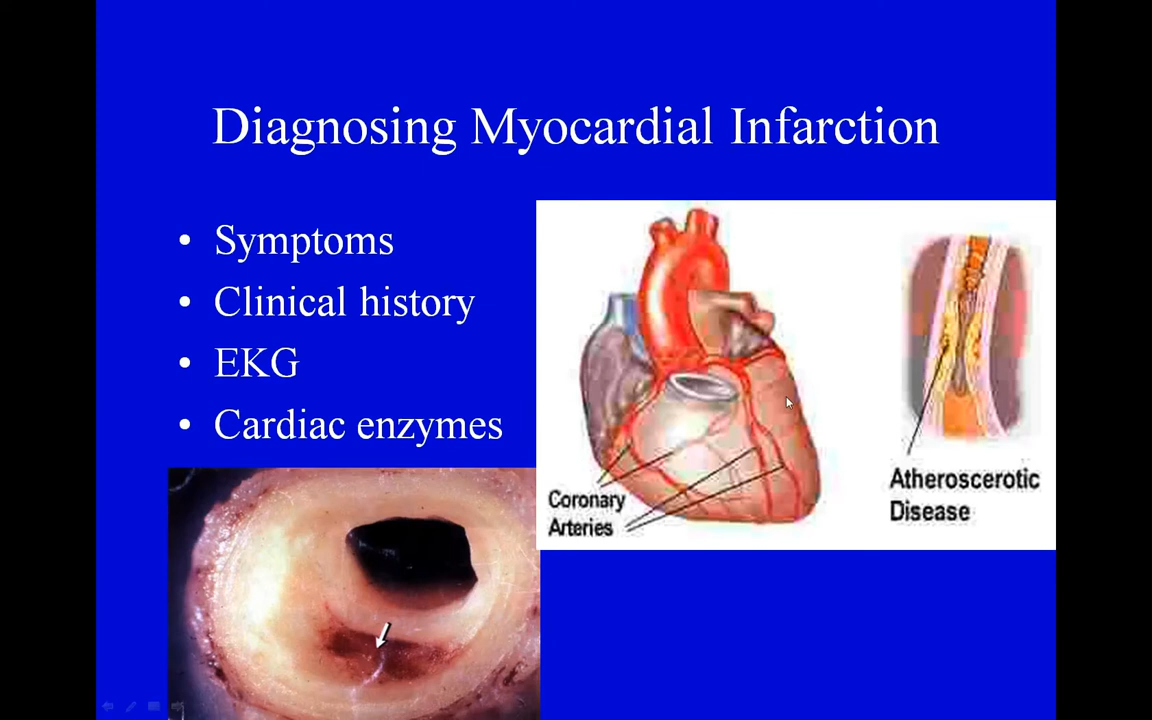 Diagnosing Myocardial Infarction
• Symptoms
• Clinical history
• EKG
• Cardiac enzymes
Coronary
Arteries
Atheroscerotic
Disease